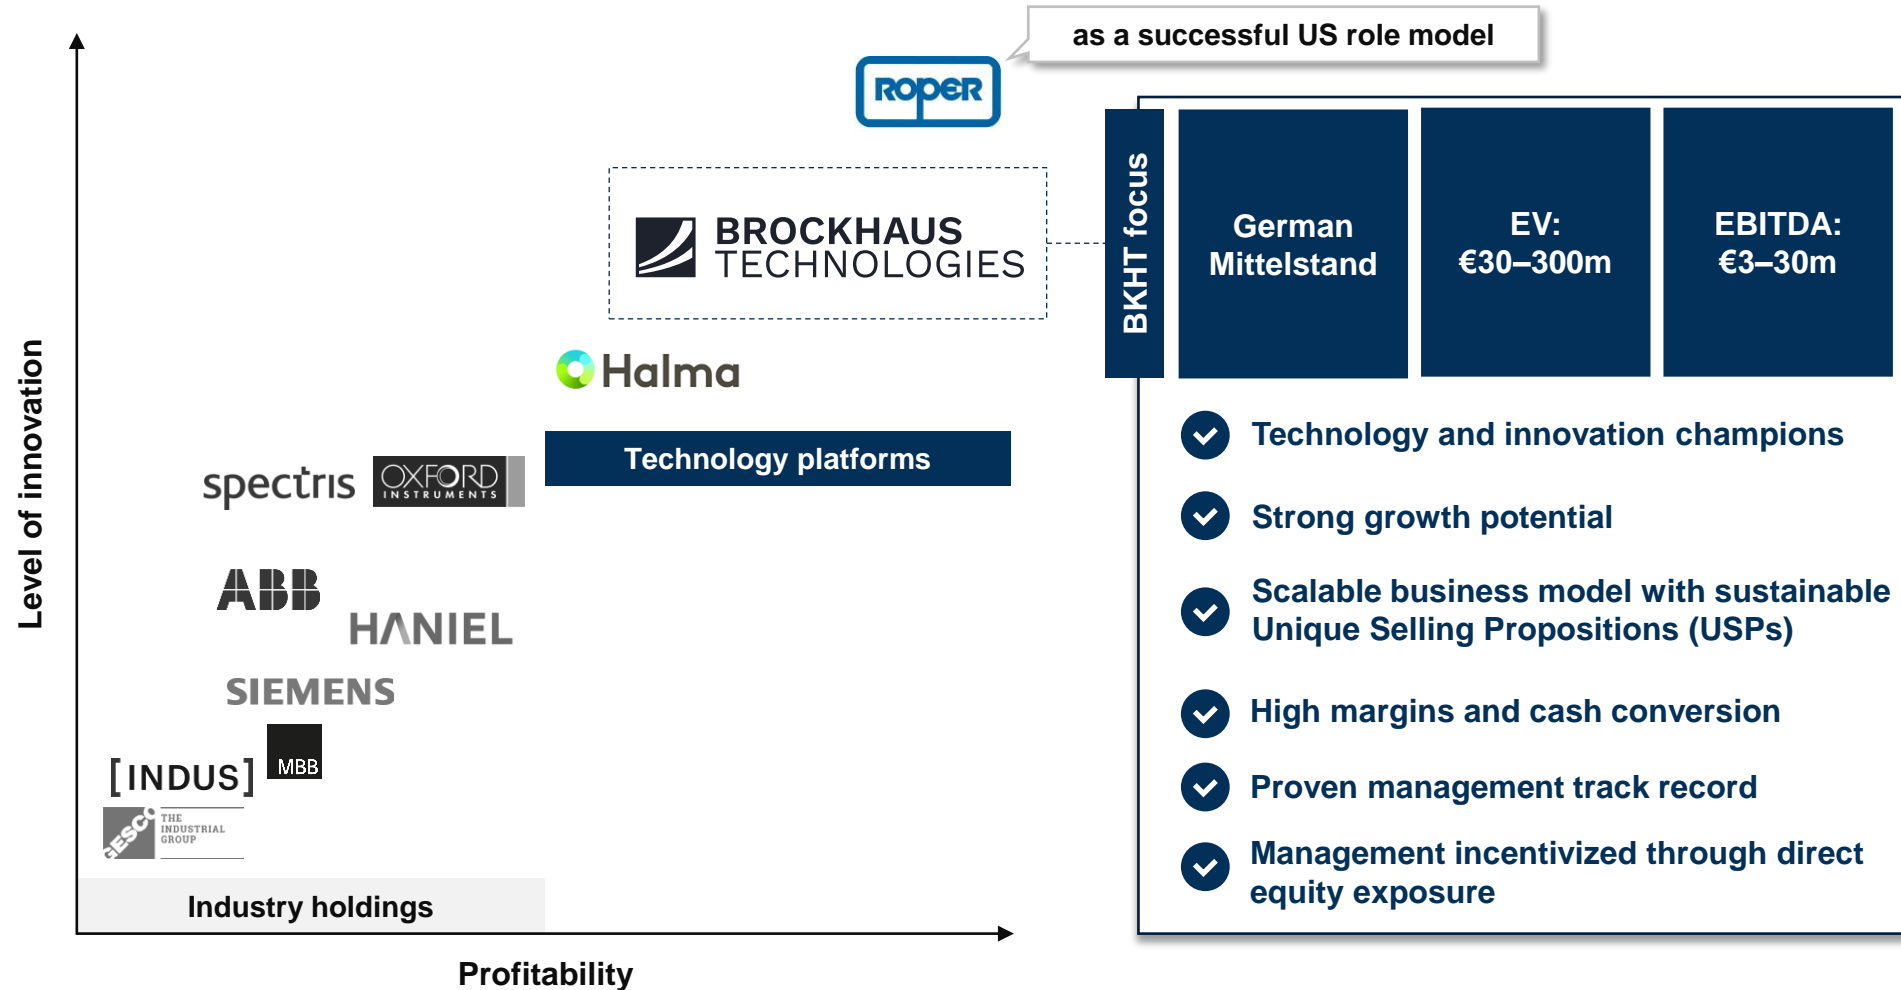 as a successful US role model
ROPER
BROCKHAUS
TECHNOLOGIES
Halma
Technology platforms
spectris
OXFORD
INSTRUMENTS
ABB
HANIEL
SIEMENS
MBB
[INDUS]
GESCO
THE
INDUSTRIAL
GROUP
Industry holdings
Level of innovation
Profitability
BKHT focus
German
Mittelstand
EV:
€30–300m
EBITDA:
€3–30m
Technology and innovation champions
Strong growth potential
Scalable business model with sustainable
Unique Selling Propositions (USPs)
High margins and cash conversion
Proven management track record
Management incentivized through direct
equity exposure